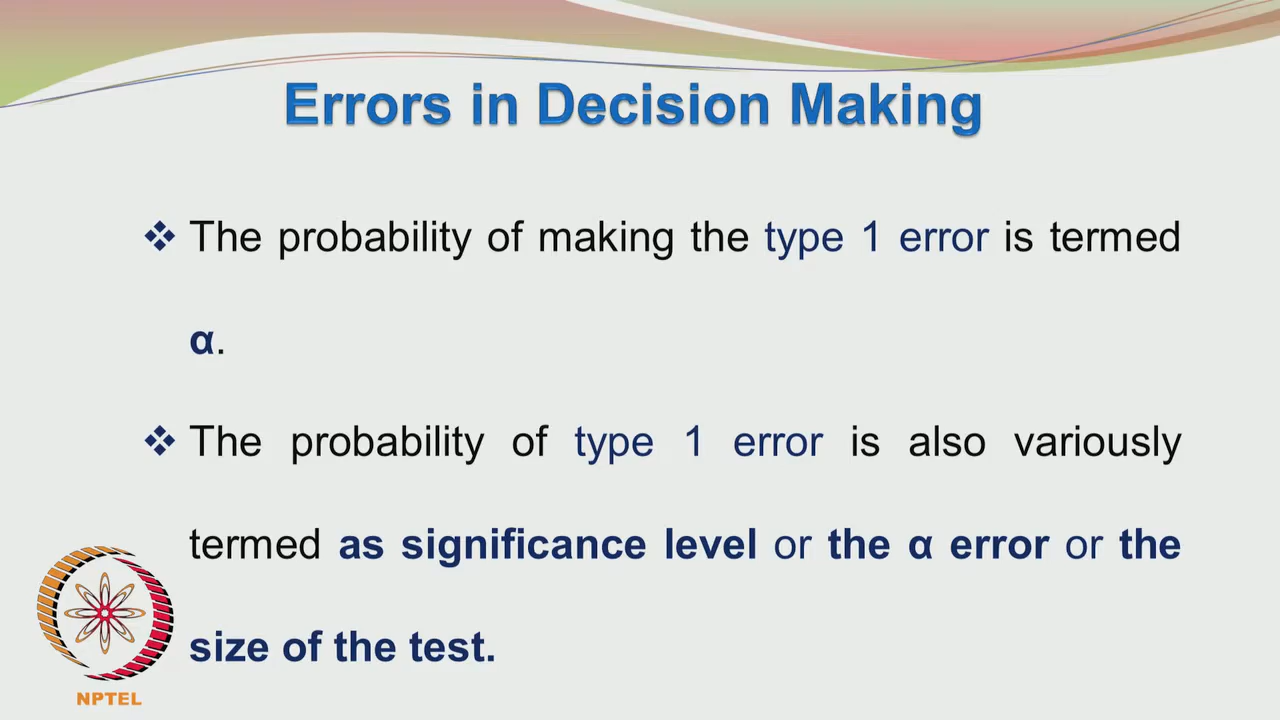 Errors in Decision Making
❖ The probability of making the type 1 error is termed
α.
❖ The probability of type 1 error is also variously
termed as significance level or the α error or the
size of the test.
NPTEL